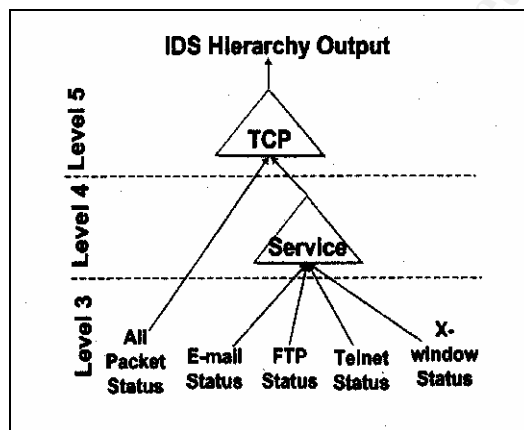 IDS Hierarchy Output
Level 5
TCP
Level 4
Service
Level 3
All
Packet
Status
E-mail
Status
FTP
Status
Telnet
Status
X-
window
Status